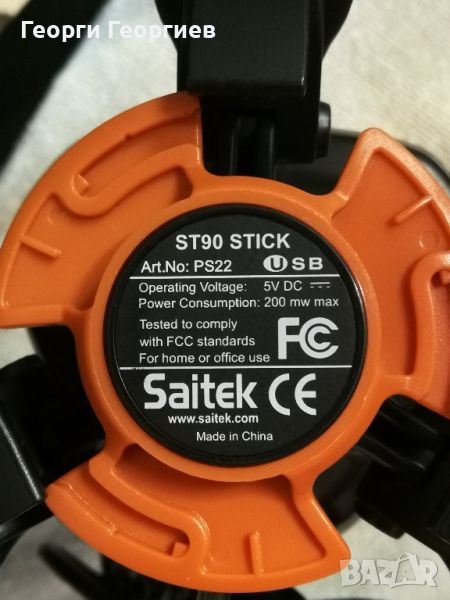 Георги Георгиев
ST90 STICK
Art.No: PS22 USB
Operating Voltage: 5V DC
Power Consumption: 200 mw max
Tested to comply
with FCC standards
For home or office use
FC
Saitek CE
www.saitek.com
Made in China
BAZAR